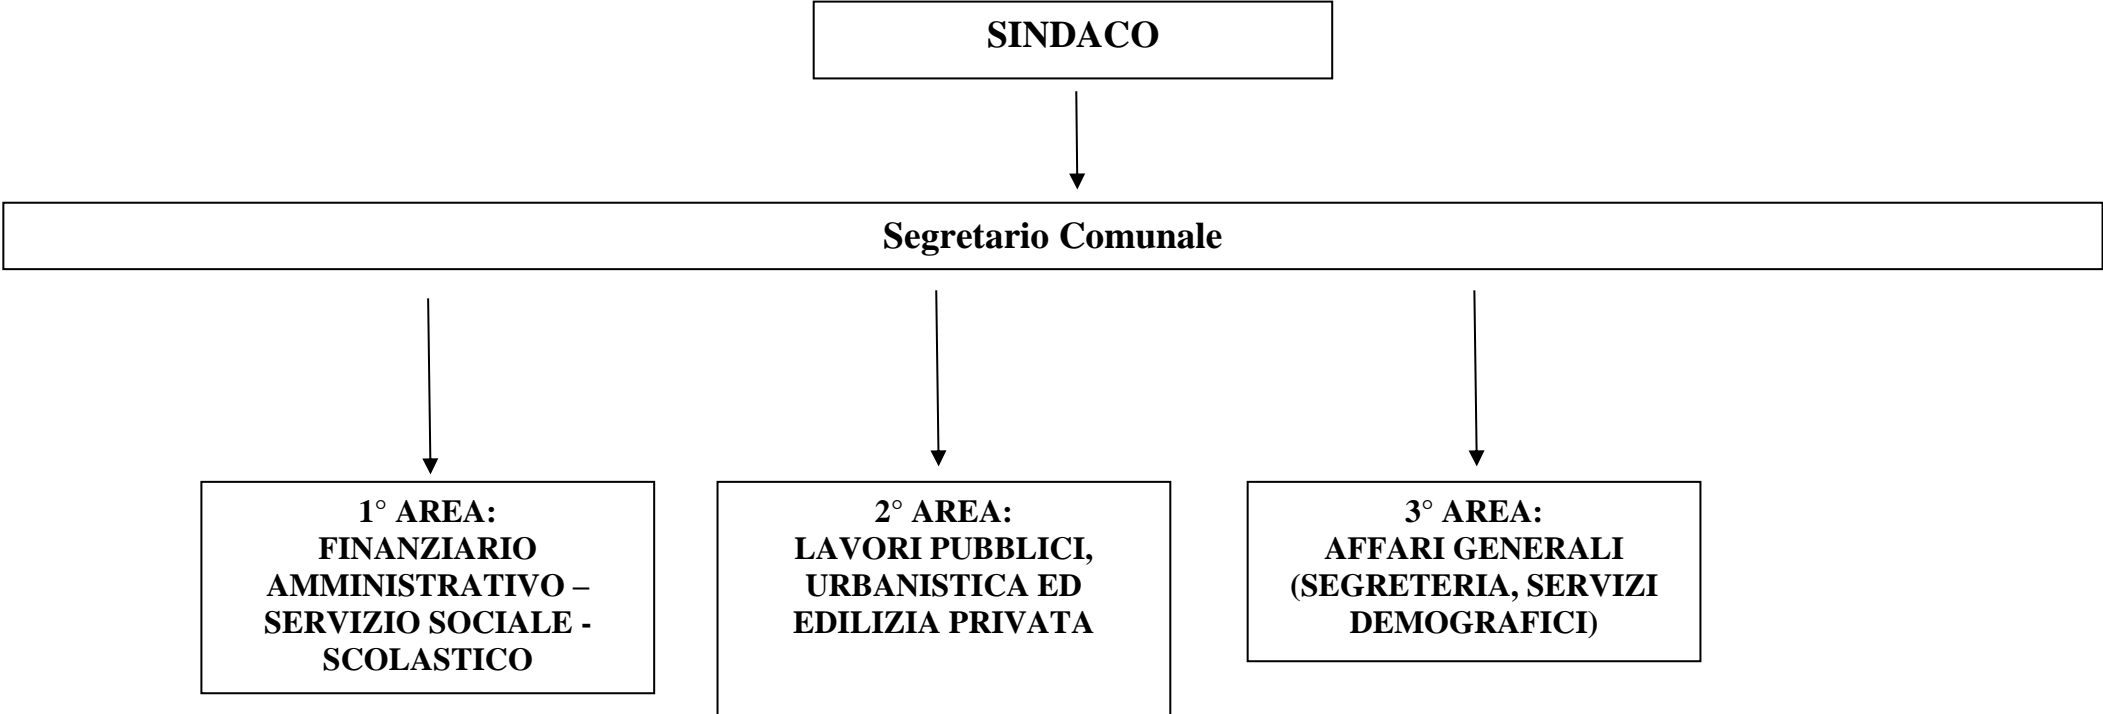 SINDACO
Segretario Comunale
1° AREA:
FINANZIARIO
AMMINISTRATIVO –
SERVIZIO SOCIALE -
SCOLASTICO
2° AREA:
LAVORI PUBBLICI,
URBANISTICA ED
EDILIZIA PRIVATA
3° AREA:
AFFARI GENERALI
(SEGRETERIA, SERVIZI
DEMOGRAFICI)